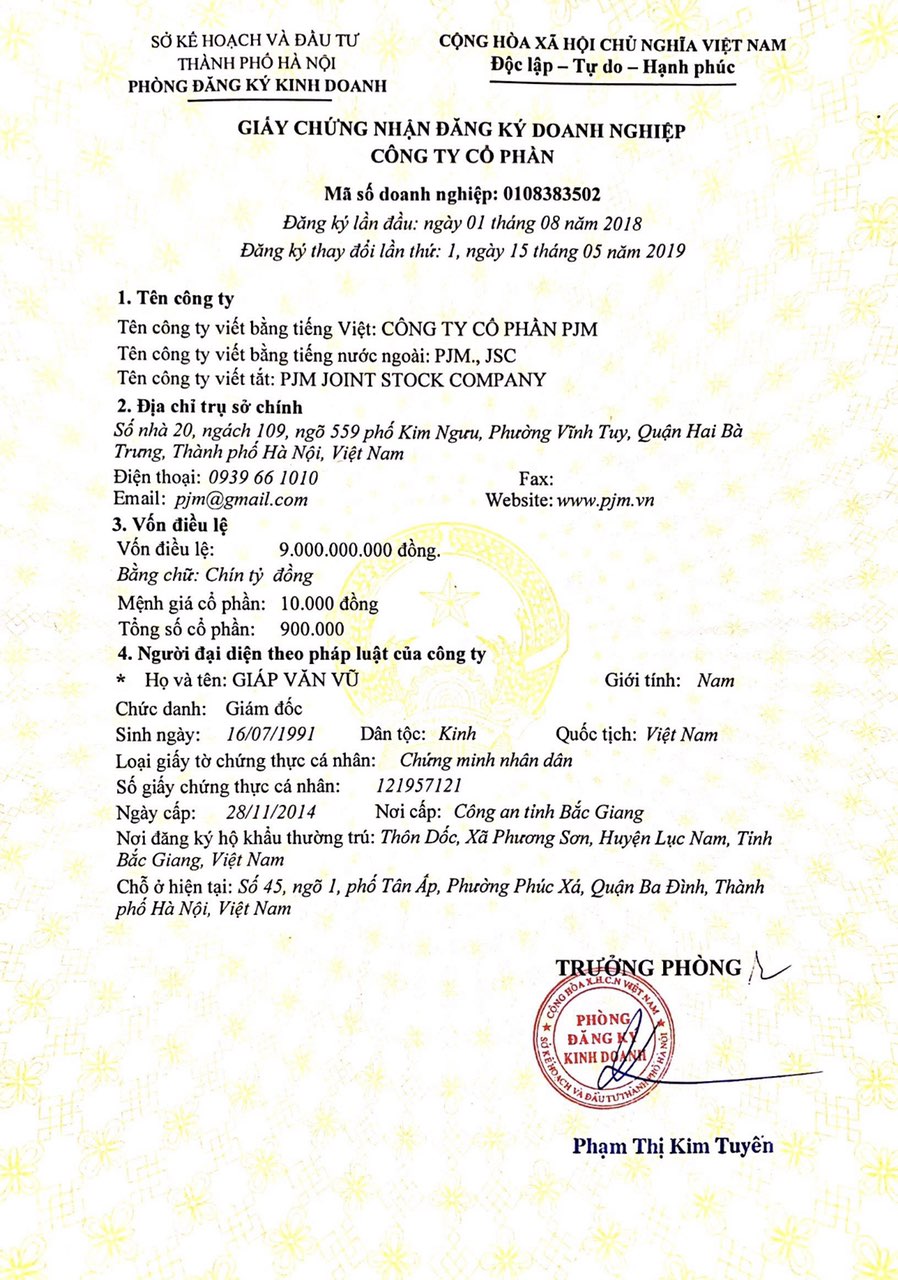 SỞ KẾ HOẠCH VÀ ĐẦU TƯ
THÀNH PHỐ HÀ NỘI
PHÒNG ĐĂNG KÝ KINH DOANH
CỘNG HÒA XÃ HỘI CHỦ NGHĨA VIỆT NAM
Độc lập – Tự do – Hạnh phúc
GIẤY CHỨNG NHẬN ĐĂNG KÝ DOANH NGHIỆP
CÔNG TY CỔ PHẦN
Mã số doanh nghiệp: 0108383502
Đăng ký lần đầu: ngày 01 tháng 08 năm 2018
Đăng ký thay đổi lần thứ: 1, ngày 15 tháng 05 năm 2019
1. Tên công ty
Tên công ty viết bằng tiếng Việt: CÔNG TY CỔ PHẦN PJM
Tên công ty viết bằng tiếng nước ngoài: PJM., JSC
Tên công ty viết tắt: PJM JOINT STOCK COMPANY
2. Địa chỉ trụ sở chính
Số nhà 20, ngách 109, ngõ 559 phố Kim Ngưu, Phường Vĩnh Tuy, Quận Hai Bà
Trưng, Thành phố Hà Nội, Việt Nam
Điện thoại: 0939 66 1010 Fax:
Email: pjm@gmail.com Website: www.pjm.vn
3. Vốn điều lệ
Vốn điều lệ: 9.000.000.000 đồng.
Bằng chữ: Chín tỷ đồng
Mệnh giá cổ phần: 10.000 đồng
Tổng số cổ phần: 900.000
4. Người đại diện theo pháp luật của công ty
* Họ và tên: GIÁP VĂN VŨ Giới tính: Nam
Chức danh: Giám đốc
Sinh ngày: 16/07/1991 Dân tộc: Kinh Quốc tịch: Việt Nam
Loại giấy tờ chứng thực cá nhân: Chứng minh nhân dân
Số giấy chứng thực cá nhân: 121957121
Ngày cấp: 28/11/2014 Nơi cấp: Công an tỉnh Bắc Giang
Nơi đăng ký hộ khẩu thường trú: Thôn Dốc, Xã Phương Sơn, Huyện Lục Nam, Tỉnh
Bắc Giang, Việt Nam
Chỗ ở hiện tại: Số 45, ngõ 1, phố Tân Ấp, Phường Phúc Xá, Quận Ba Đình, Thành
phố Hà Nội, Việt Nam
TRƯỞNG PHÒNG
CỘNG HÒA X.H.C.N VIỆT NAM
PHÒNG
ĐĂNG KÝ
KINH DOANH
SỞ KẾ HOẠCH VÀ ĐẦU TƯ THÀNH PHỐ HÀ NỘI
Phạm Thị Kim Tuyến